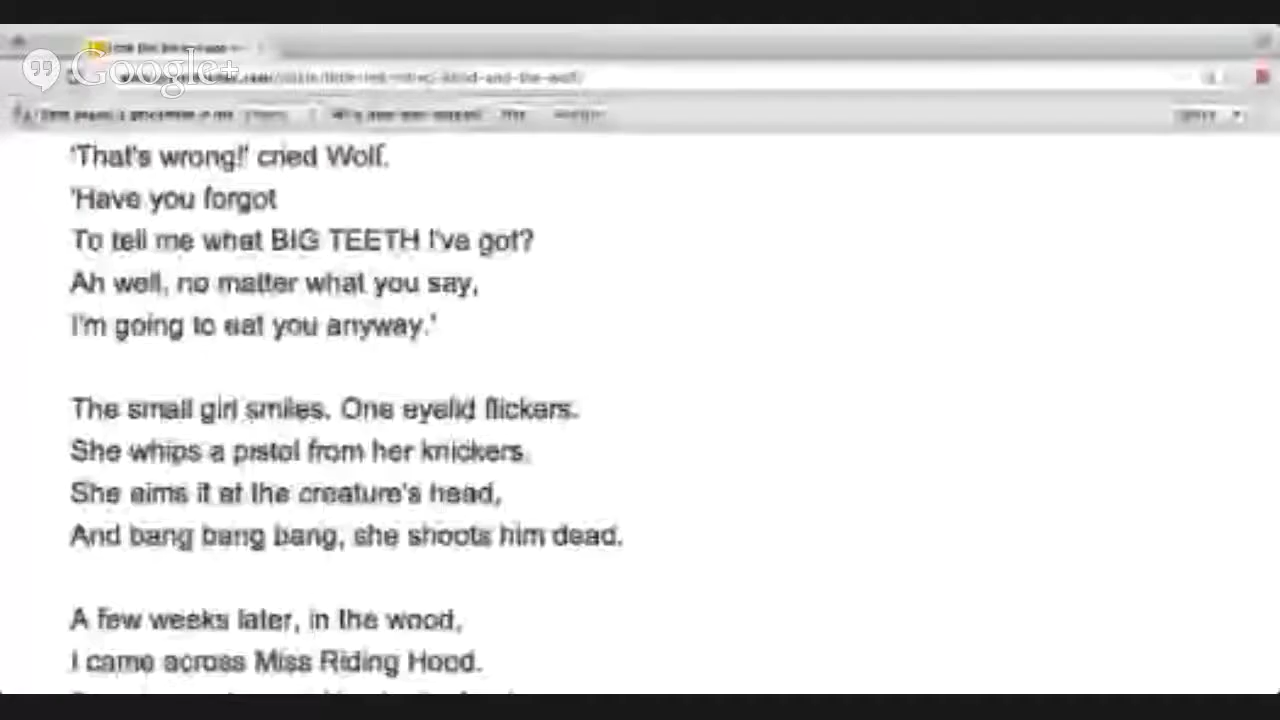 Google+
'That's wrong!' cried Wolf.
'Have you forgot
To tell me what BIG TEETH I've got?
Ah well, no matter what you say,
I'm going to eat you anyway.'
The small girl smiles. One eyelid flickers.
She whips a pistol from her knickers.
She aims it at the creature's head,
And bang bang bang, she shoots him dead.
A few weeks later, in the wood,
I came across Miss Riding Hood.